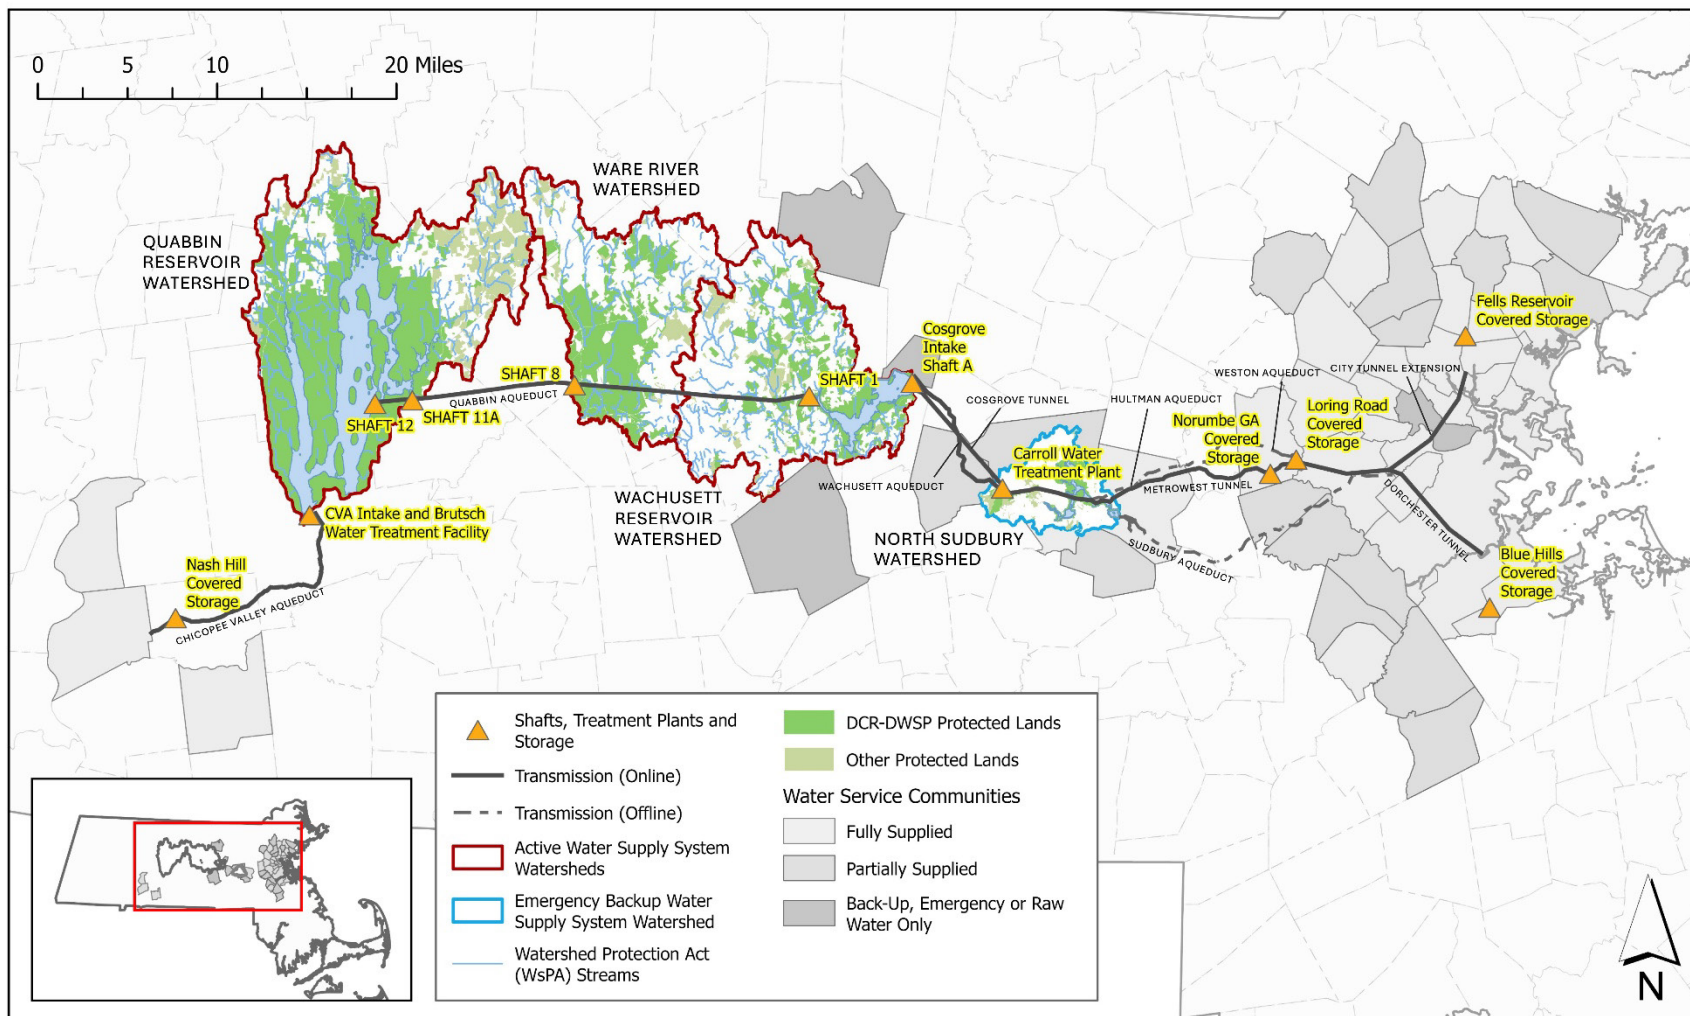 0 5 10 20 Miles
WARE RIVER
WATERSHED
QUABBIN
RESERVOIR
WATERSHED
Fells Reservoir
Covered Storage
Cosgrove
Intake
Shaft A
SHAFT 8
SHAFT 1
QUABBIN AQUEDUCT
SHAFT 12
SHAFT 11A
COSGROVE TUNNEL
HULTMAN AQUEDUCT
WESTON AQUEDUCT
CITY TUNNEL EXTENSION
Norumbe GA
Covered
Storage
Loring Road
Covered
Storage
Carroll Water
Treatment Plant
WACHUSETT AQUEDUCT
METROWEST TUNNEL
DORCHESTER TUNNEL
WACHUSETT
RESERVOIR
WATERSHED
NORTH SUDBURY
WATERSHED
SUDBURY AQUEDUCT
CVA Intake and Brutsch
Water Treatment Facility
Nash Hill
Covered
Storage
CHICOPEE VALLEY AQUEDUCT
Blue Hills
Covered
Storage
Shafts, Treatment Plants and
Storage
Transmission (Online)
Transmission (Offline)
Active Water Supply System
Watersheds
Emergency Backup Water
Supply System Watershed
Watershed Protection Act
(WsPA) Streams
DCR-DWSP Protected Lands
Other Protected Lands
Water Service Communities
Fully Supplied
Partially Supplied
Back-Up, Emergency or Raw
Water Only
N